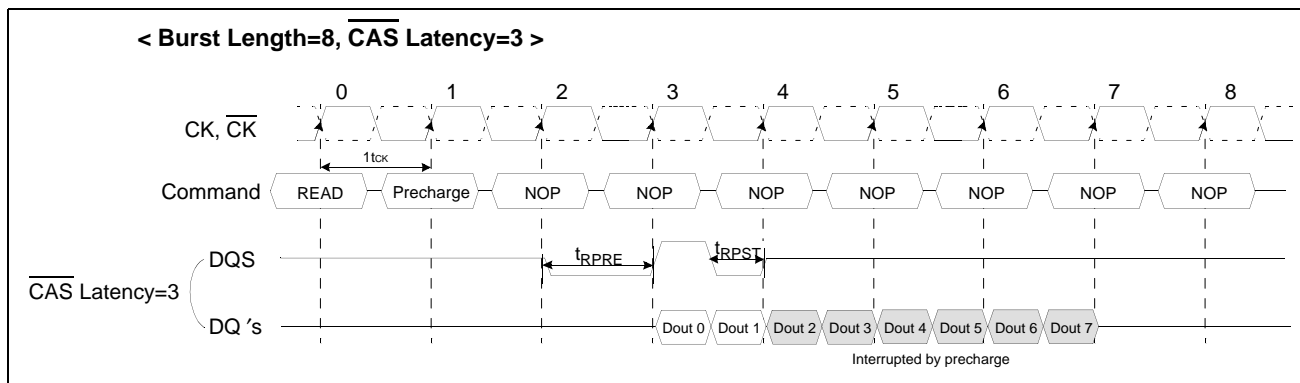 < Burst Length=8, CAS Latency=3 >
0 1 2 3 4 5 6 7 8
CK, CK
1tCK
Command READ Precharge NOP NOP NOP NOP NOP NOP NOP
DQS tRPRE tRPST
CAS Latency=3
DQ ′s Dout 0 Dout 1 Dout 2 Dout 3 Dout 4 Dout 5 Dout 6 Dout 7
Interrupted by precharge